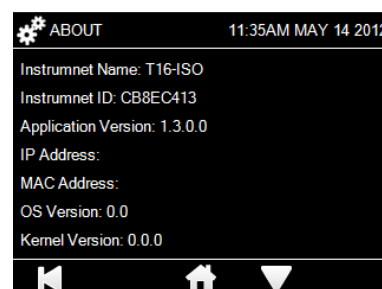 ABOUT 11:35AM MAY 14 2012
Instrumnet Name: T16-ISO
Instrumnet ID: CB8EC413
Application Version: 1.3.0.0
IP Address:
MAC Address:
OS Version: 0.0
Kernel Version: 0.0.0